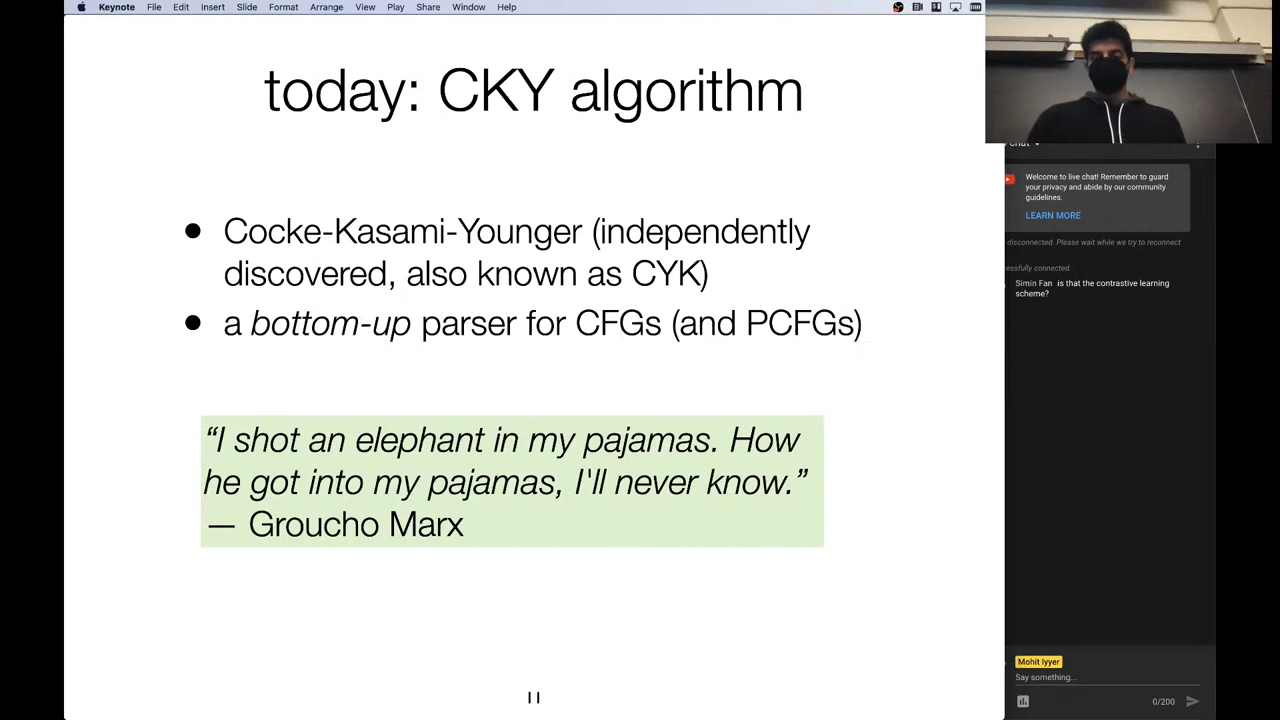 Keynote File Edit Insert Slide Format Arrange View Play Share Window Help
today: CKY algorithm
• Cocke-Kasami-Younger (independently
discovered, also known as CYK)
• a bottom-up parser for CFGs (and PCFGs)
“I shot an elephant in my pajamas. How
he got into my pajamas, I'll never know.”
— Groucho Marx
11
chat
Welcome to live chat! Remember to guard
your privacy and abide by our community
guidelines.
LEARN MORE
disconnected. Please wait while we try to reconnect
connected.
Simin Fan is that the contrastive learning
scheme?
Mohit Iyyer
Say something...
0/200